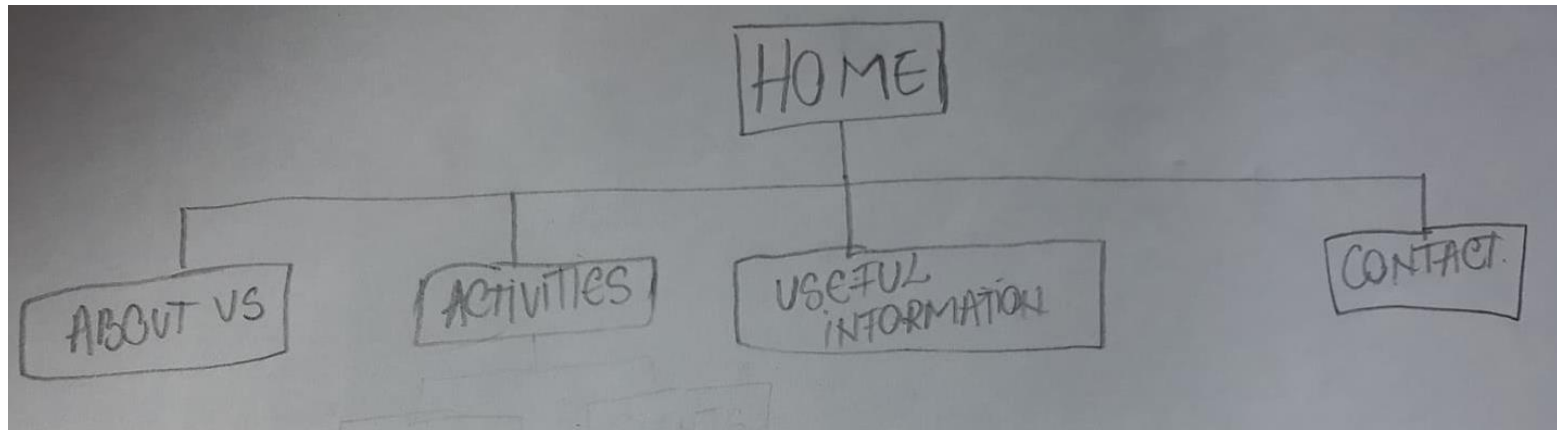 HOME
ABOUT US
ACTIVITIES
USEFUL
INFORMATION
CONTACT.